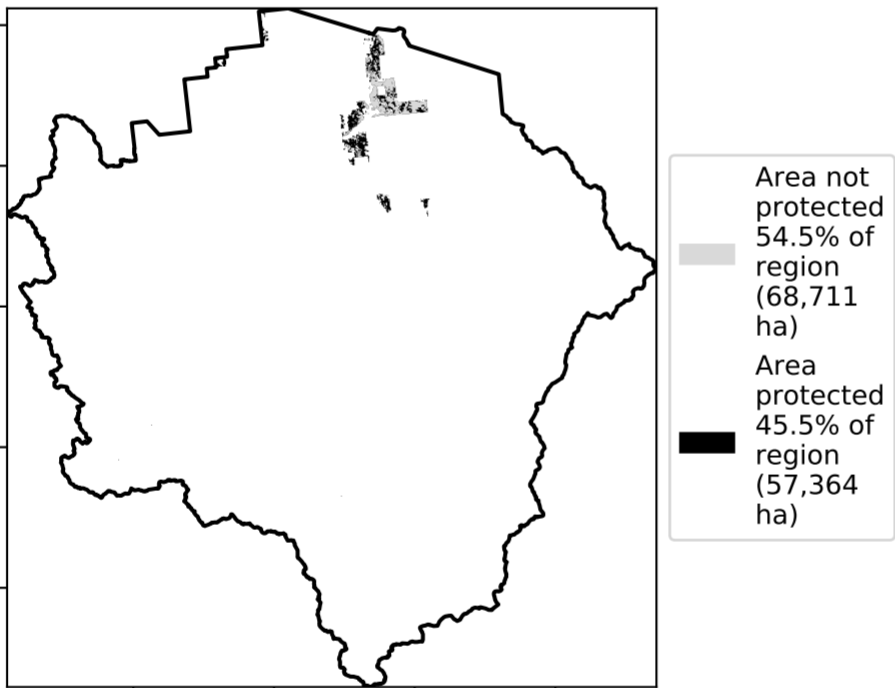 Area not
protected
54.5% of
region
(68,711
ha)
Area
protected
45.5% of
region
(57,364
ha)